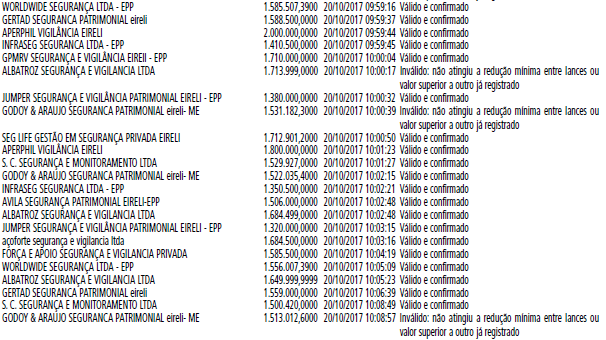 WORLDWIDE SEGURANÇA LTDA - EPP 1.585.507,3900 20/10/2017 09:59:16 Válido e confirmado
GERTAD SEGURANCA PATRIMONIAL eireli 1.588.500,0000 20/10/2017 09:59:37 Válido e confirmado
APERPHIL VIGILÂNCIA EIRELI 2.000.000,0000 20/10/2017 09:59:44 Válido e confirmado
INFRASEG SEGURANCA LTDA - EPP 1.410.500,0000 20/10/2017 09:59:45 Válido e confirmado
GPMRV SEGURANÇA E VIGILÂNCIA EIREII - EPP 1.710.000,0000 20/10/2017 10:00:04 Válido e confirmado
ALBATROZ SEGURANÇA E VIGILANCIA LTDA 1.713.999,0000 20/10/2017 10:00:17 Inválido: não atingiu a redução mínima entre lances ou
valor superior a outro já registrado
JUMPER SEGURANÇA E VIGILÂNCIA PATRIMONIAL EIRELI - EPP 1.380.000,0000 20/10/2017 10:00:32 Válido e confirmado
GODOY & ARAUJO SEGURANCA PATRIMONIAL eireli- ME 1.531.182,3000 20/10/2017 10:00:39 Inválido: não atingiu a redução mínima entre lances ou
valor superior a outro já registrado
SEG LIFE GESTÃO EM SEGURANÇA PRIVADA EIRELI 1.712.901,2000 20/10/2017 10:00:50 Válido e confirmado
APERPHIL VIGILÂNCIA EIRELI 1.800.000,0000 20/10/2017 10:01:23 Válido e confirmado
S. C. SEGURANÇA E MONITORAMENTO LTDA 1.529.927,0000 20/10/2017 10:01:27 Válido e confirmado
GODOY & ARAUJO SEGURANCA PATRIMONIAL eireli- ME 1.522.035,4000 20/10/2017 10:02:15 Válido e confirmado
INFRASEG SEGURANCA LTDA - EPP 1.350.500,0000 20/10/2017 10:02:21 Válido e confirmado
AVILA SEGURANÇA PATRIMONIAL EIRELI-EPP 1.506.000,0000 20/10/2017 10:02:48 Válido e confirmado
ALBATROZ SEGURANÇA E VIGILANCIA LTDA 1.684.499,0000 20/10/2017 10:02:48 Válido e confirmado
JUMPER SEGURANÇA E VIGILÂNCIA PATRIMONIAL EIRELI - EPP 1.320.000,0000 20/10/2017 10:03:15 Válido e confirmado
açoforte segurança e vigilancia ltda 1.684.500,0000 20/10/2017 10:03:16 Válido e confirmado
FORÇA E APOIO SEGURANÇA E VIGILANCIA PRIVADA 1.585.500,0000 20/10/2017 10:04:19 Válido e confirmado
WORLDWIDE SEGURANÇA LTDA - EPP 1.556.007,3900 20/10/2017 10:05:09 Válido e confirmado
ALBATROZ SEGURANÇA E VIGILANCIA LTDA 1.649.999,9999 20/10/2017 10:05:23 Válido e confirmado
GERTAD SEGURANCA PATRIMONIAL eireli 1.559.000,0000 20/10/2017 10:06:39 Válido e confirmado
S. C. SEGURANÇA E MONITORAMENTO LTDA 1.500.420,0000 20/10/2017 10:08:49 Válido e confirmado
GODOY & ARAUJO SEGURANCA PATRIMONIAL eireli- ME 1.513.012,6000 20/10/2017 10:08:57 Inválido: não atingiu a redução mínima entre lances ou
valor superior a outro já registrado